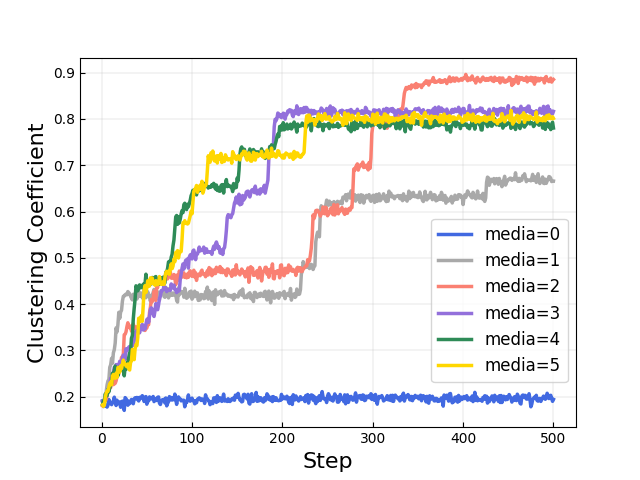 0.9
0.8
0.7
0.6
0.5
0.4
0.3
0.2
Clustering Coefficient
media=0
media=1
media=2
media=3
media=4
media=5
0 100 200 300 400 500
Step